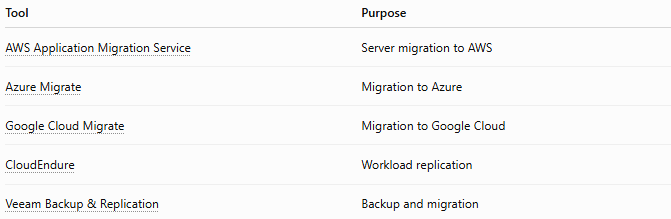 Tool Purpose
AWS Application Migration Service Server migration to AWS
Azure Migrate Migration to Azure
Google Cloud Migrate Migration to Google Cloud
CloudEndure Workload replication
Veeam Backup & Replication Backup and migration